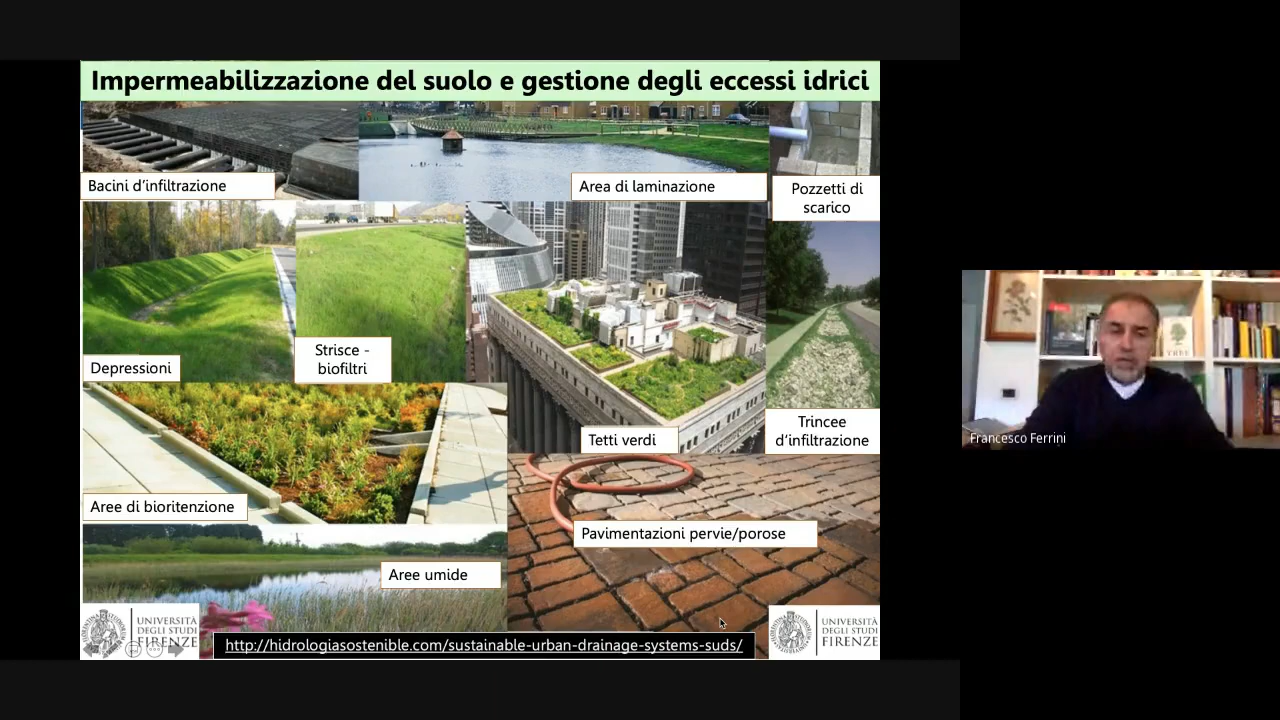 Impermeabilizzazione del suolo e gestione degli eccessi idrici
Bacini d'infiltrazione
Area di laminazione
Pozzetti di
scarico
Depressioni
Strisce -
biofiltri
Tetti verdi
Trincee
d'infiltrazione
Aree di bioritenzione
Pavimentazioni pervie/porose
Aree umide
UNIVERSITÀ
DEGLI STUDI
FIRENZE
http://hidrologiasostenible.com/sustainable-urban-drainage-systems-suds/
UNIVERSITÀ
DEGLI STUDI
FIRENZE
Francesco Ferrini